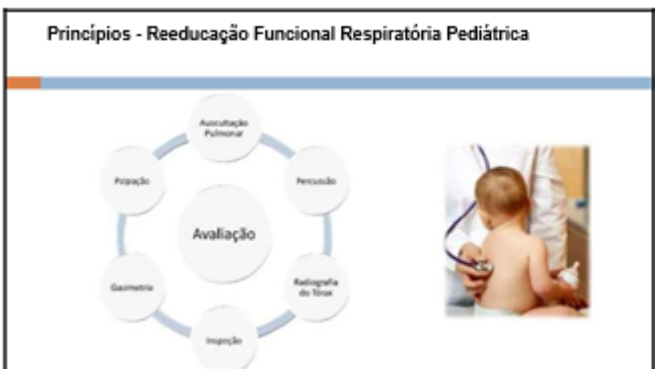 Princípios - Reeducação Funcional Respiratória Pediátrica
Auscultação
Pulmonar
Palpação
Percussão
Avaliação
Gasimetria
Radiografia
do Tórax
Inspeção